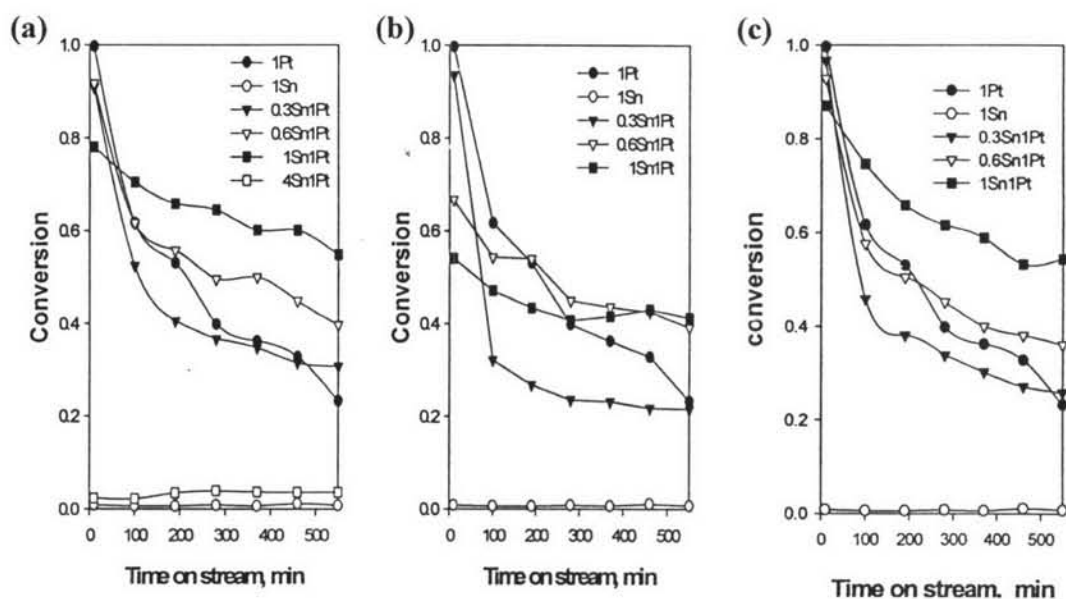 (a)
1.0
0.8
0.6
0.4
0.2
0.0
Conversion
1Pt
1Sn
0.3Sn1Pt
0.6Sn1Pt
1Sn1Pt
4Sn1Pt
0 100 200 300 400 500
Time on stream, min
(b)
1.0
0.8
0.6
0.4
0.2
0.0
Conversion
1Pt
1Sn
0.3Sn1Pt
0.6Sn1Pt
1Sn1Pt
0 100 200 300 400 500
Time on stream, min
(c)
1.0
0.8
0.6
0.4
0.2
0.0
conversion
1Pt
1Sn
0.3Sn1Pt
0.6Sn1Pt
1Sn1Pt
0 100 200 300 400 500
Time on stream. min